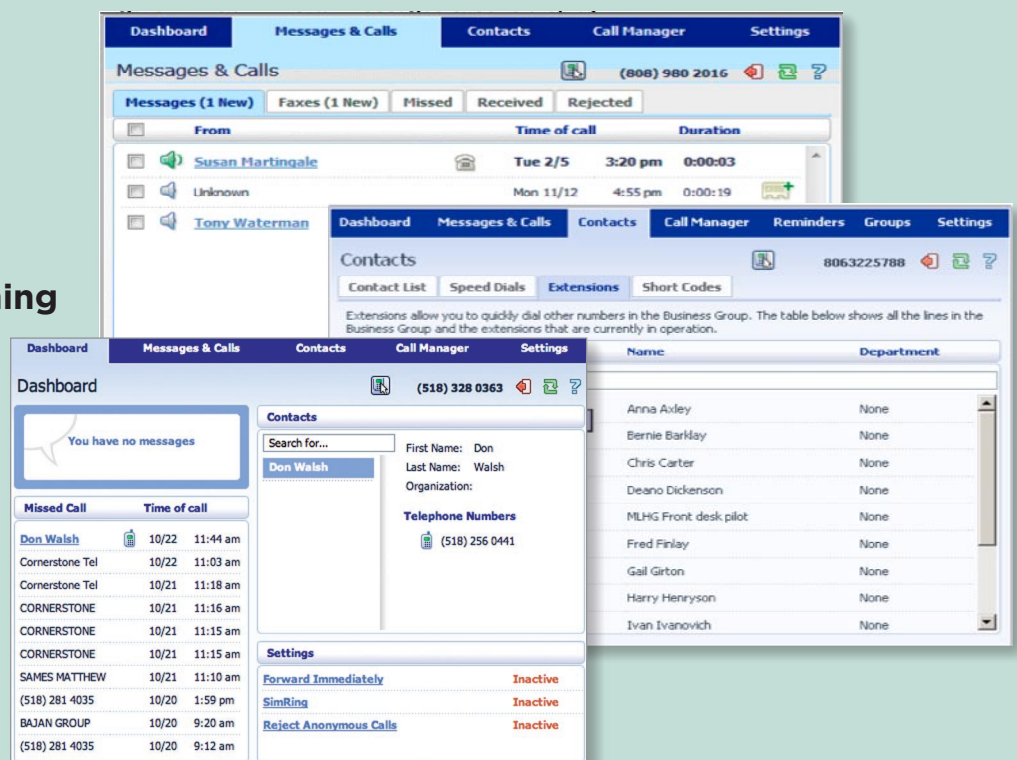 Dashboard Messages & Calls Contacts Call Manager Settings
Messages & Calls (808) 980 2016
Messages (1 New) Faxes (1 New) Missed Received Rejected
From Time of call Duration
Susan Martingale Tue 2/5 3:20 pm 0:00:03
Unknown Mon 11/12 4:55 pm 0:00:19
Tony Waterman
Dashboard Messages & Calls Contacts Call Manager Reminders Groups Settings
Contacts 8063225788
Contact List Speed Dials Extensions Short Codes
Extensions allow you to quickly dial other numbers in the Business Group. The table below shows all the lines in the
Business Group and the extensions that are currently in operation.
Name Department
Anna Axley None
Bernie Barklay None
Chris Carter None
Deano Dickenson None
MLHG Front desk pilot None
Fred Finlay None
Gail Girton None
Harry Henryson None
Ivan Ivanovich None
Dashboard Messages & Calls Contacts Call Manager Settings
Dashboard (518) 328 0363
You have no messages
Missed Call Time of call
Don Walsh 10/22 11:44 am
Cornerstone Tel 10/22 11:03 am
Cornerstone Tel 10/21 11:18 am
CORNERSTONE 10/21 11:16 am
CORNERSTONE 10/21 11:15 am
CORNERSTONE 10/21 11:15 am
SAMES MATTHEW 10/21 11:10 am
(518) 281 4035 10/20 1:59 pm
BAJAN GROUP 10/20 9:20 am
(518) 281 4035 10/20 9:12 am
Contacts
Search for...
Don Walsh
First Name: Don
Last Name: Walsh
Organization:
Telephone Numbers
(518) 256 0441
Settings
Forward Immediately Inactive
SimRing Inactive
Reject Anonymous Calls Inactive